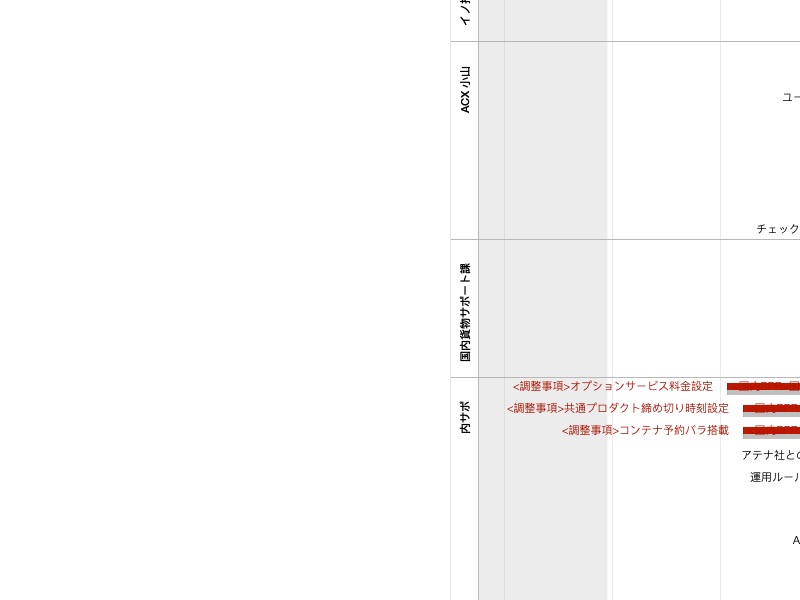 ACX 小山
ユー
チェック
国内貨物サポート課
<調整事項>オプションサービス料金設定
<調整事項>共通プロダクト締め切り時刻設定
内サポ
<調整事項>コンテナ予約バラ搭載
アテナ社との
運用ルール
A